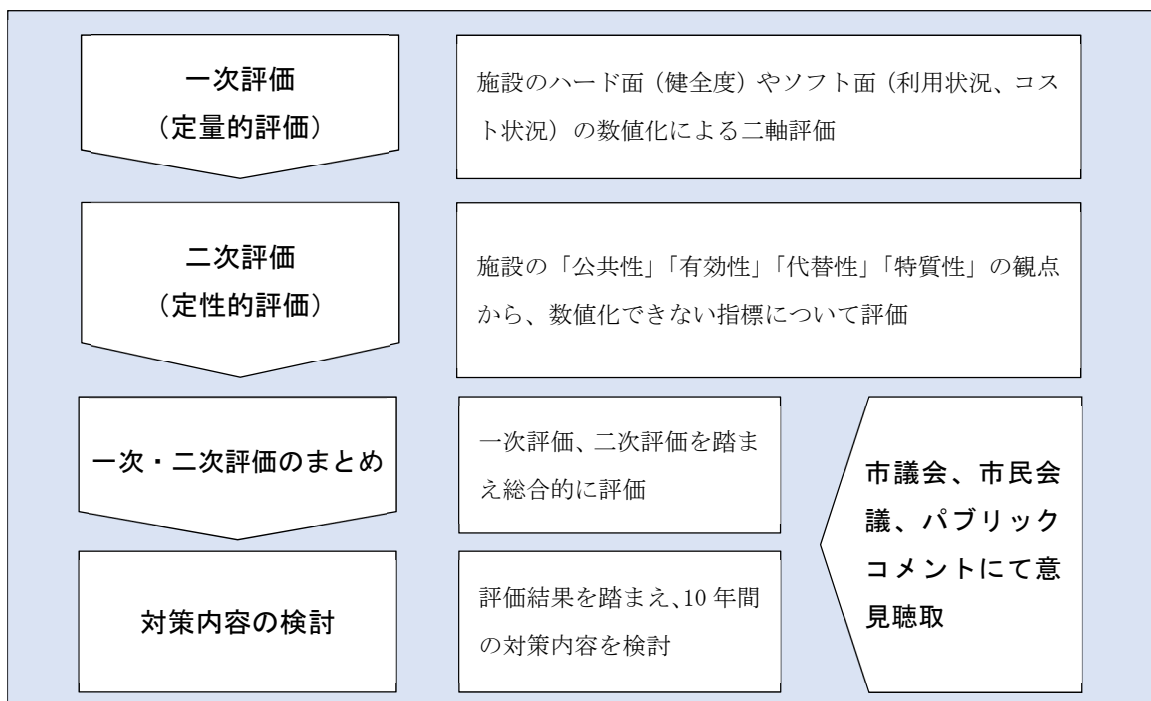 一次評価
（定量的評価）
施設のハード面（健全度）やソフト面（利用状況、コス
ト状況）の数値化による二軸評価
二次評価
（定性的評価）
施設の「公共性」「有効性」「代替性」「特質性」の観点
から、数値化できない指標について評価
一次・二次評価のまとめ
一次評価、二次評価を踏ま
え総合的に評価
対策内容の検討
評価結果を踏まえ、10 年間
の対策内容を検討
市議会、市民会
議、パブリック
コメントにて意
見聴取